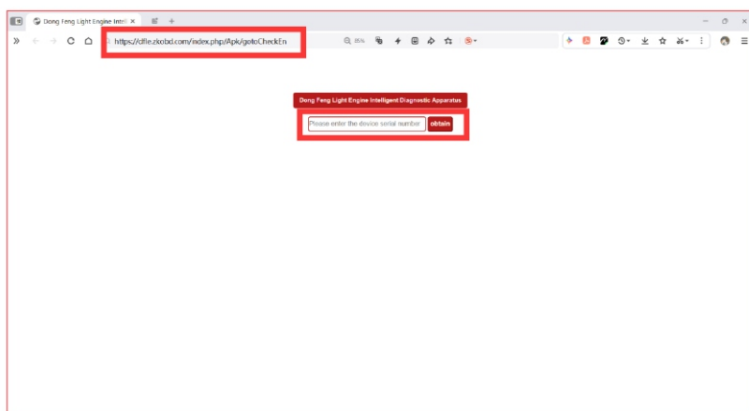 Dong Feng Light Engine Intell
https://dfle.zkobd.com/index.php/Apk/gotoCheckEn
85%
Dong Feng Light Engine Intelligent Diagnostic Apparatus
Please enter the device serial number
obtain